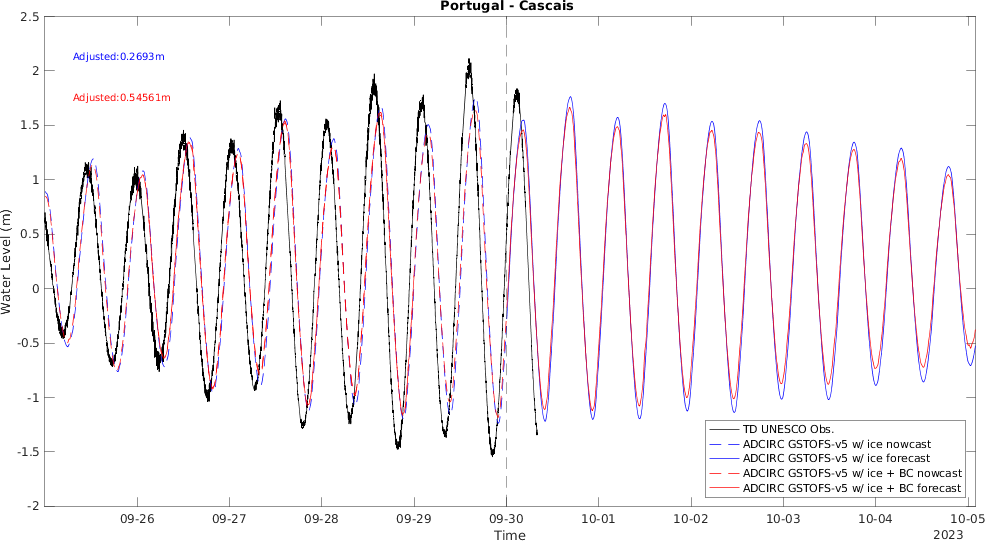 Portugal - Cascais
2.5
2
1.5
1
0.5
0
-0.5
-1
-1.5
-2
Water Level (m)
Adjusted:0.2693m
Adjusted:0.54561m
TD UNESCO Obs.
ADCIRC GSTOFS-v5 w/ ice nowcast
ADCIRC GSTOFS-v5 w/ ice forecast
ADCIRC GSTOFS-v5 w/ ice + BC nowcast
ADCIRC GSTOFS-v5 w/ ice + BC forecast
09-26 09-27 09-28 09-29 09-30 10-01 10-02 10-03 10-04 10-05
Time
2023